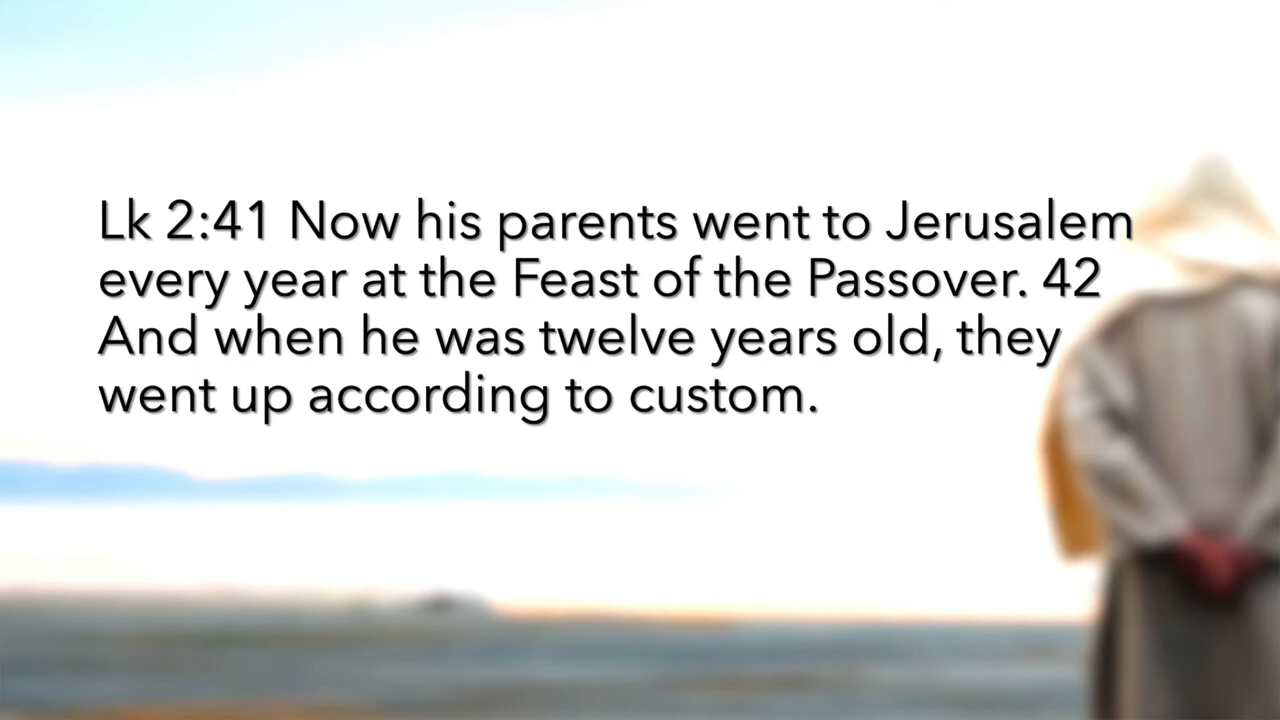 Lk 2:41 Now his parents went to Jerusalem
every year at the Feast of the Passover. 42
And when he was twelve years old, they
went up according to custom.